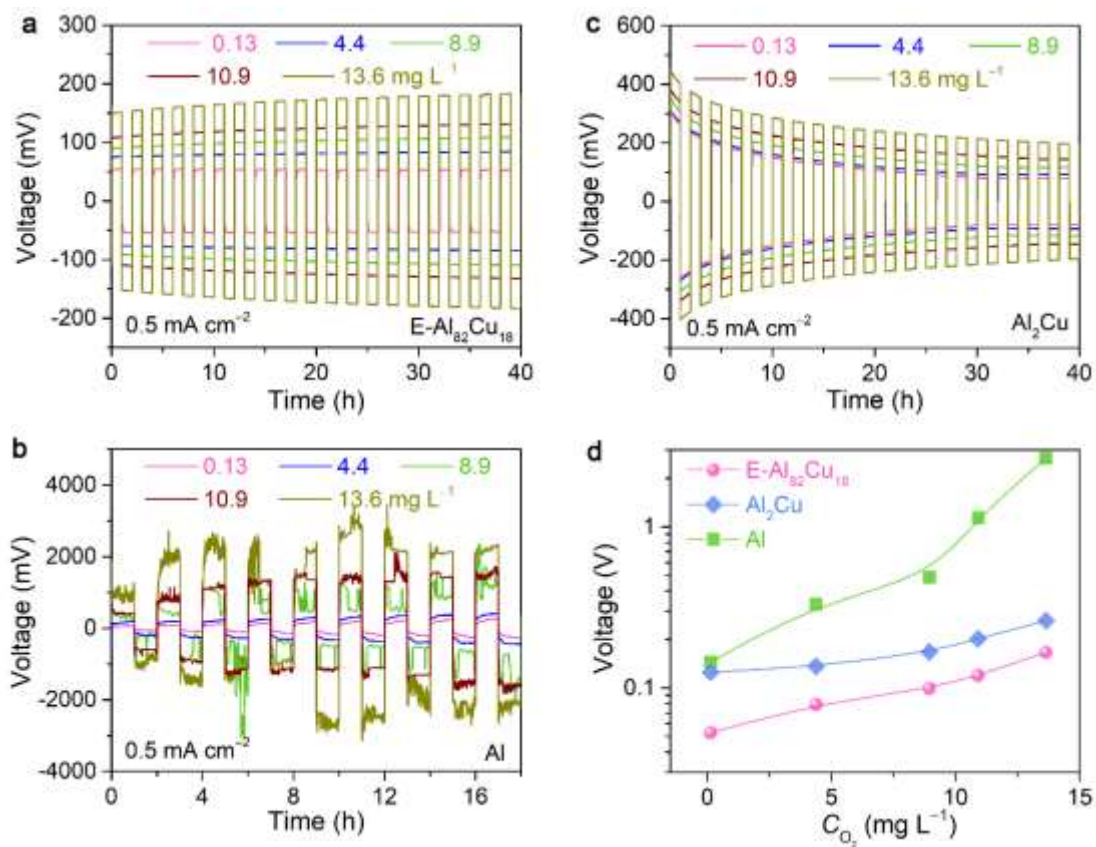 a
300
200
100
0
-100
-200
Voltage (mV)
0.13 4.4 8.9
10.9 13.6 mg L⁻¹
0.5 mA cm⁻² E-Al₈₂Cu₁₈
0 10 20 30 40
Time (h)
c
600
400
200
0
-200
-400
Voltage (mV)
0.13 4.4 8.9
10.9 13.6 mg L⁻¹
0.5 mA cm⁻² Al₂Cu
0 10 20 30 40
Time (h)
b
4000
2000
0
-2000
-4000
Voltage (mV)
0.13 4.4 8.9
10.9 13.6 mg L⁻¹
0.5 mA cm⁻² Al
0 4 8 12 16
Time (h)
d
1
0.1
Voltage (V)
E-Al₈₂Cu₁₈
Al₂Cu
Al
0 5 10 15
C_O₂ (mg L⁻¹)